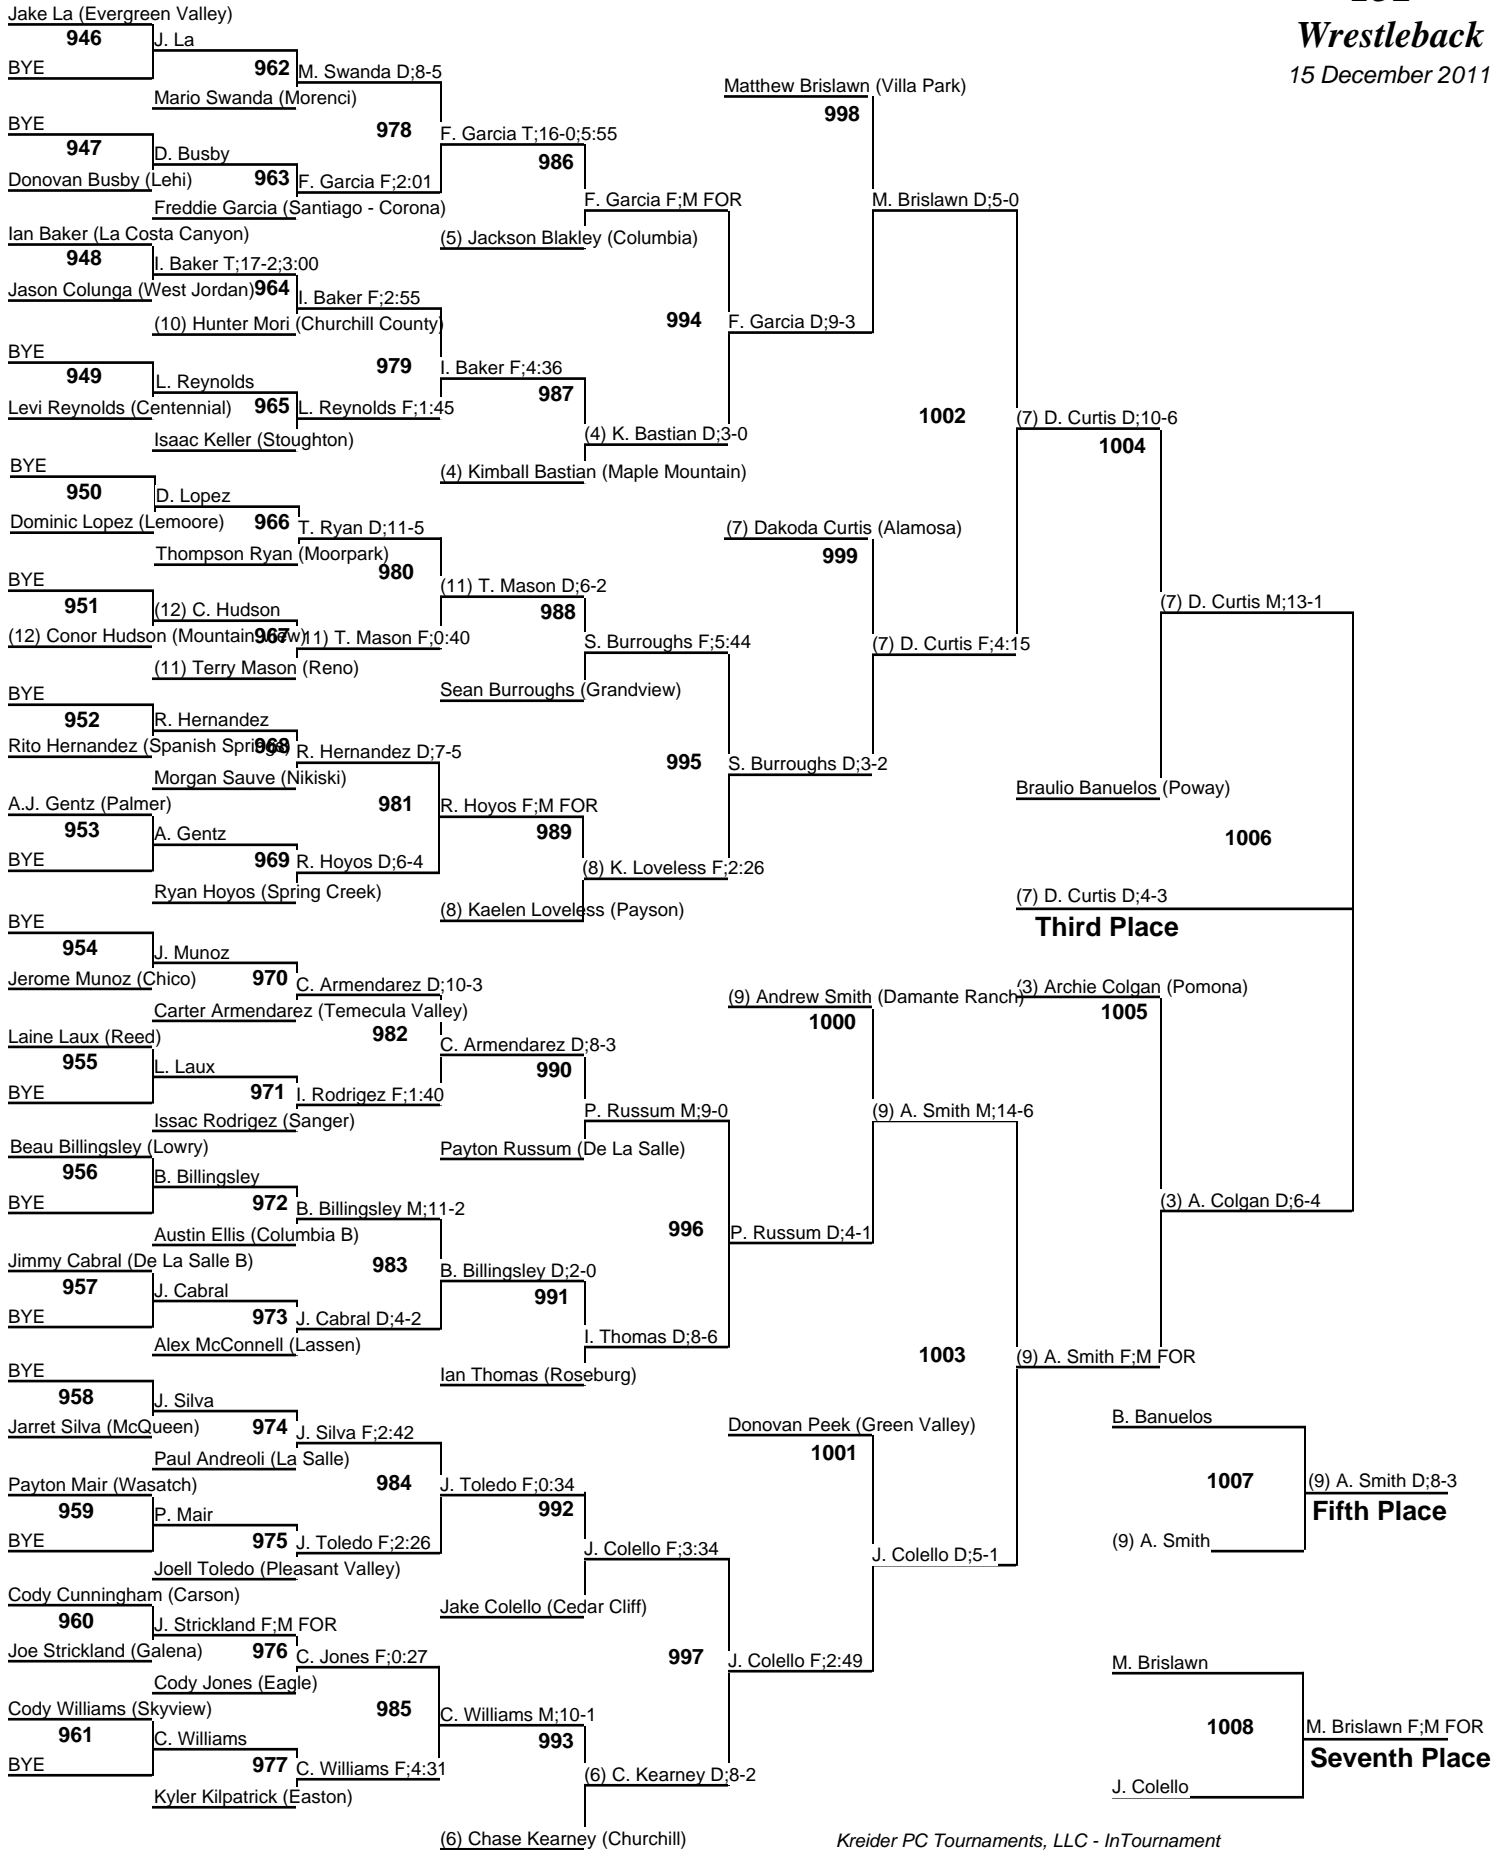 Wrestleback
15 December 2011
Jake La (Evergreen Valley)
946
J. La
BYE
962
M. Swanda D;8-5
Mario Swanda (Morenci)
BYE
978
947
D. Busby
F. Garcia T;16-0;5:55
Donovan Busby (Lehi)
963
F. Garcia F;2:01
986
Freddie Garcia (Santiago - Corona)
F. Garcia F;M FOR
Ian Baker (La Costa Canyon)
(5) Jackson Blakley (Columbia)
948
I. Baker T;17-2;3:00
Jason Colunga (West Jordan)
964
I. Baker F;2:55
(10) Hunter Mori (Churchill County)
994
F. Garcia D;9-3
BYE
979
949
L. Reynolds
I. Baker F;4:36
Levi Reynolds (Centennial)
965
L. Reynolds F;1:45
987
Isaac Keller (Stoughton)
(4) K. Bastian D;3-0
(4) Kimball Bastian (Maple Mountain)
Matthew Brislawn (Villa Park)
998
M. Brislawn D;5-0
1002
(7) D. Curtis D;10-6
1004
BYE
950
D. Lopez
Dominic Lopez (Lemoore)
966
T. Ryan D;11-5
Thompson Ryan (Moorpark)
980
BYE
951
(12) C. Hudson
(11) T. Mason D;6-2
(12) Conor Hudson (Mountain View)
967
(11) T. Mason F;0:40
988
(11) Terry Mason (Reno)
S. Burroughs F;5:44
Sean Burroughs (Grandview)
(7) Dakoda Curtis (Alamosa)
999
(7) D. Curtis F;4:15
(7) D. Curtis M;13-1
BYE
952
R. Hernandez
Rito Hernandez (Spanish Springs)
968
R. Hernandez D;7-5
Morgan Sauve (Nikiski)
995
S. Burroughs D;3-2
A.J. Gentz (Palmer)
981
R. Hoyos F;M FOR
953
A. Gentz
989
BYE
969
R. Hoyos D;6-4
(8) K. Loveless F;2:26
Ryan Hoyos (Spring Creek)
(8) Kaelen Loveless (Payson)
Braulio Banuelos (Poway)
1006
(7) D. Curtis D;4-3
Third Place
BYE
954
J. Munoz
Jerome Munoz (Chico)
970
C. Armendarez D;10-3
Carter Armendarez (Temecula Valley)
Laine Laux (Reed)
982
C. Armendarez D;8-3
955
L. Laux
990
BYE
971
I. Rodrigez F;1:40
P. Russum M;9-0
Issac Rodrigez (Sanger)
Payton Russum (De La Salle)
(9) Andrew Smith (Damante Ranch)
1000
(9) A. Smith M;14-6
(3) Archie Colgan (Pomona)
1005
(3) A. Colgan D;6-4
Beau Billingsley (Lowry)
956
B. Billingsley
BYE
972
B. Billingsley M;11-2
Austin Ellis (Columbia B)
996
P. Russum D;4-1
Jimmy Cabral (De La Salle B)
983
B. Billingsley D;2-0
957
J. Cabral
991
BYE
973
J. Cabral D;4-2
I. Thomas D;8-6
Alex McConnell (Lassen)
Ian Thomas (Roseburg)
1003
(9) A. Smith F;M FOR
BYE
958
J. Silva
Jarret Silva (McQueen)
974
J. Silva F;2:42
Paul Andreoli (La Salle)
Donovan Peek (Green Valley)
1001
Payton Mair (Wasatch)
984
J. Toledo F;0:34
959
P. Mair
992
BYE
975
J. Toledo F;2:26
J. Colello F;3:34
J. Colello D;5-1
Joell Toledo (Pleasant Valley)
Jake Colello (Cedar Cliff)
B. Banuelos
1007
(9) A. Smith D;8-3
Fifth Place
(9) A. Smith
Cody Cunningham (Carson)
960
J. Strickland F;M FOR
Joe Strickland (Galena)
976
C. Jones F;0:27
Cody Jones (Eagle)
997
J. Colello F;2:49
Cody Williams (Skyview)
985
C. Williams M;10-1
961
C. Williams
993
BYE
977
C. Williams F;4:31
(6) C. Kearney D;8-2
Kyler Kilpatrick (Easton)
(6) Chase Kearney (Churchill)
M. Brislawn
1008
M. Brislawn F;M FOR
Seventh Place
J. Colello
Kreider PC Tournaments, LLC - InTournament